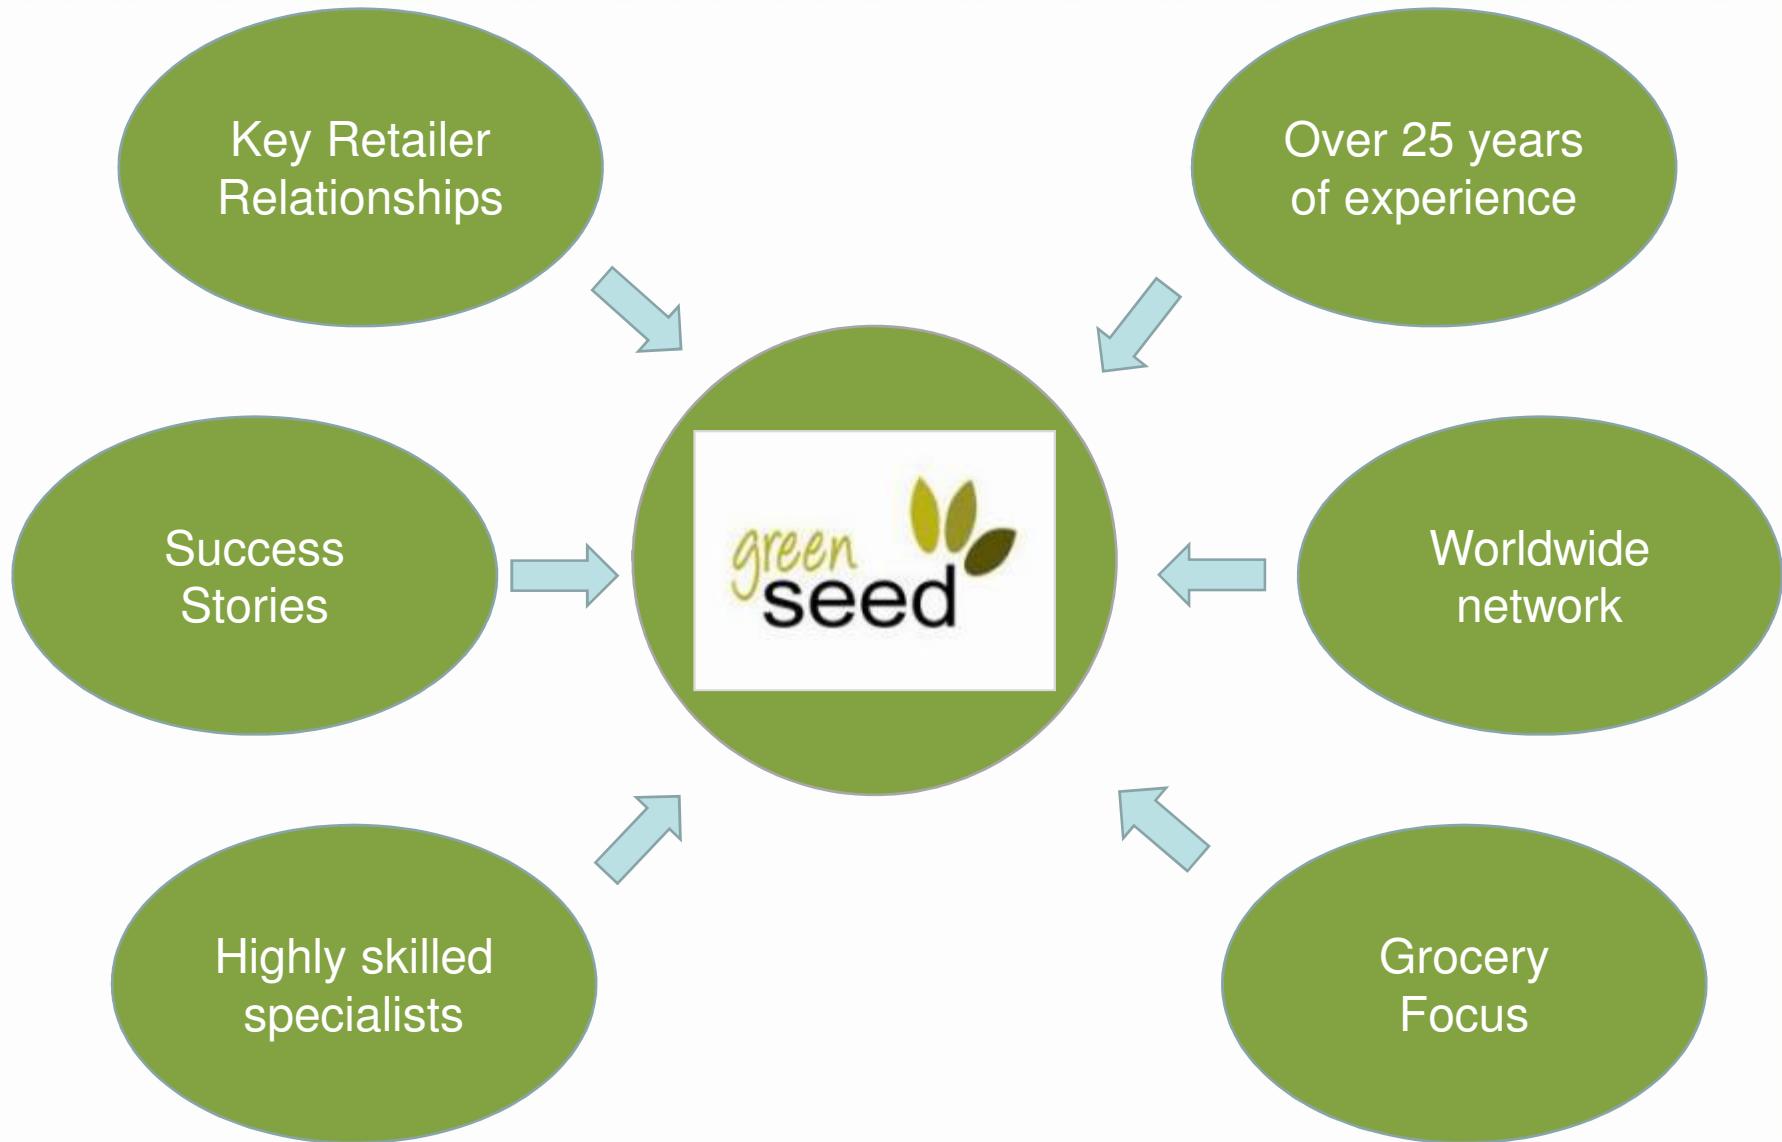 Key Retailer
Relationships
Over 25 years
of experience
green
seed
Success
Stories
Worldwide
network
Highly skilled
specialists
Grocery
Focus